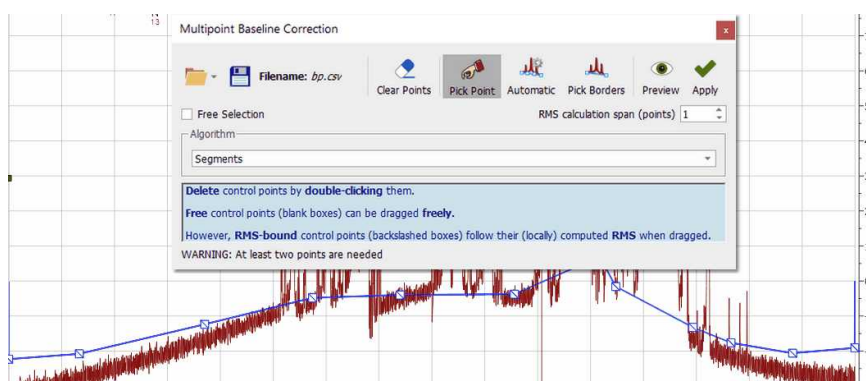 13
Multipoint Baseline Correction
x
Filename: bp.csv
Clear Points Pick Point Automatic Pick Borders Preview Apply
Free Selection
RMS calculation span (points) 1
Algorithm
Segments
Delete control points by double-clicking them.
Free control points (blank boxes) can be dragged freely.
However, RMS-bound control points (backslashed boxes) follow their (locally) computed RMS when dragged.
WARNING: At least two points are needed